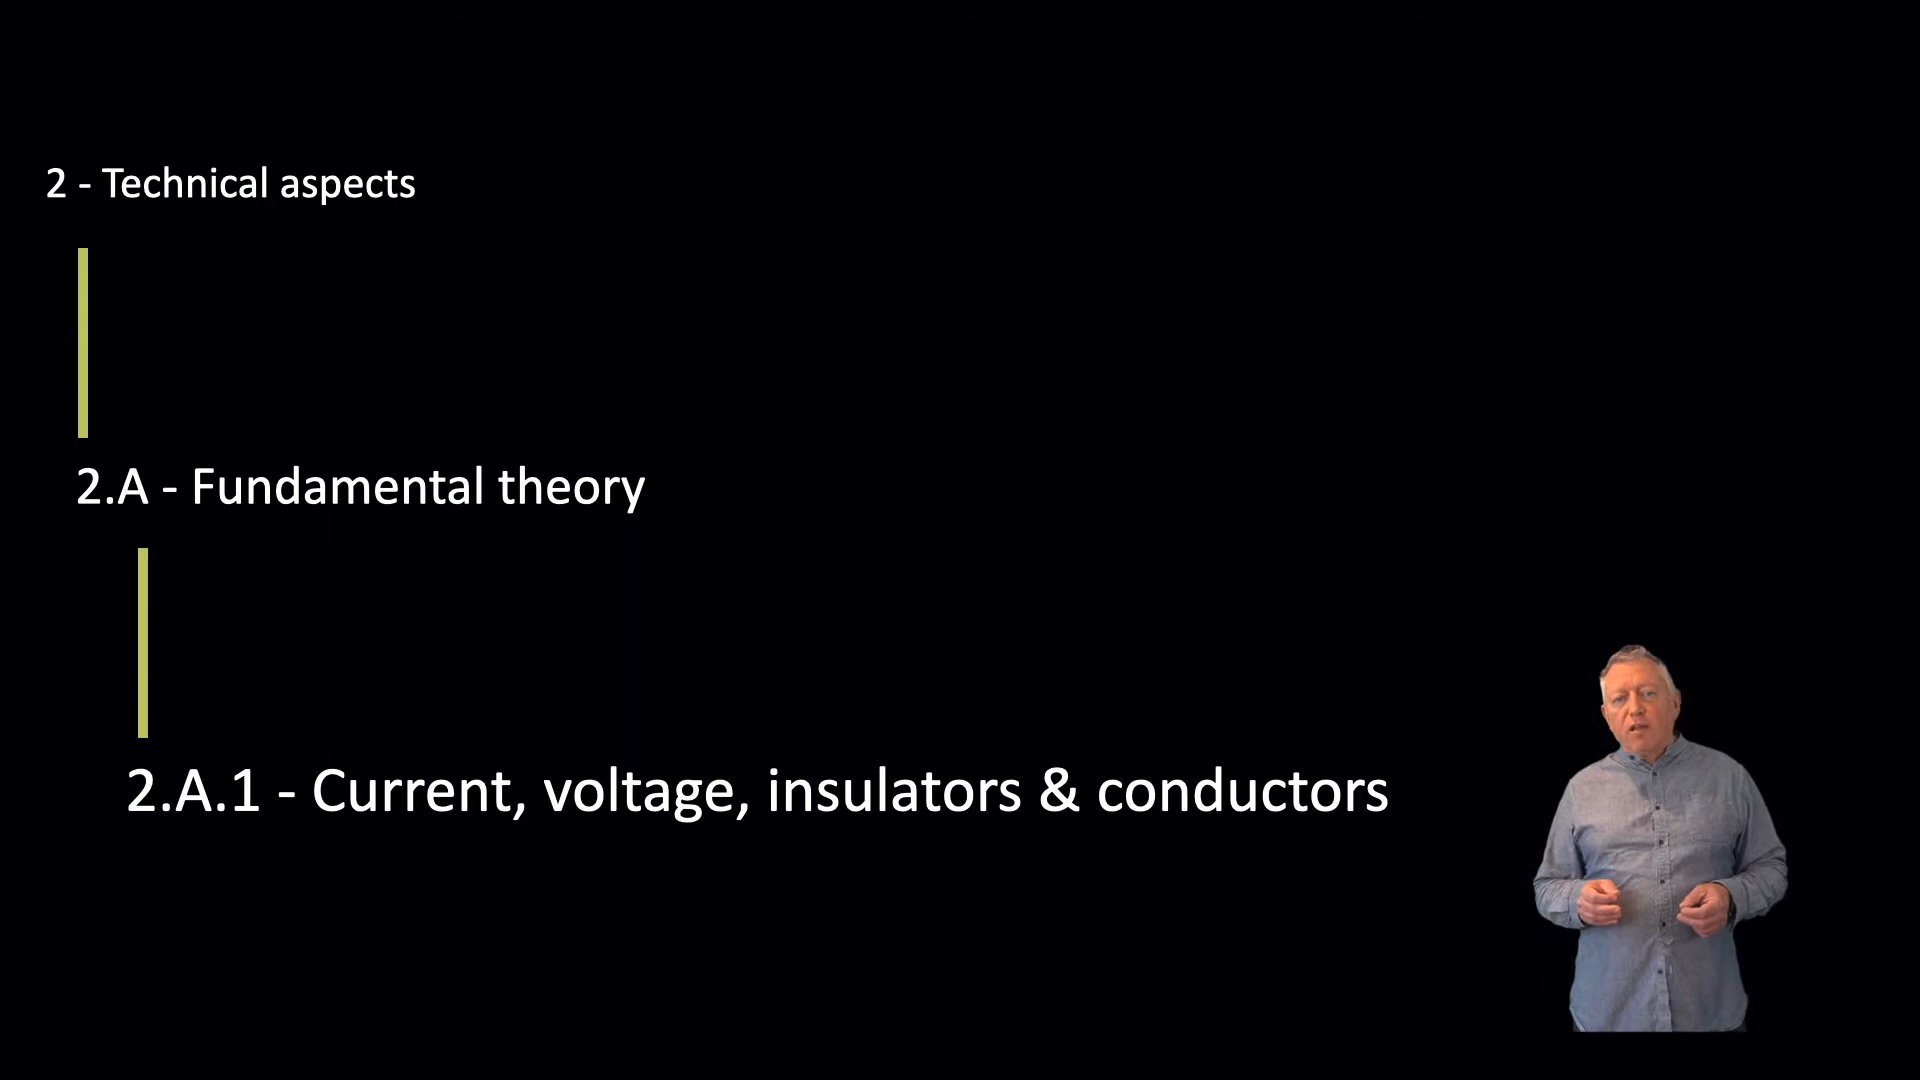 2 - Technical aspects
2.A - Fundamental theory
2.A.1 - Current, voltage, insulators & conductors